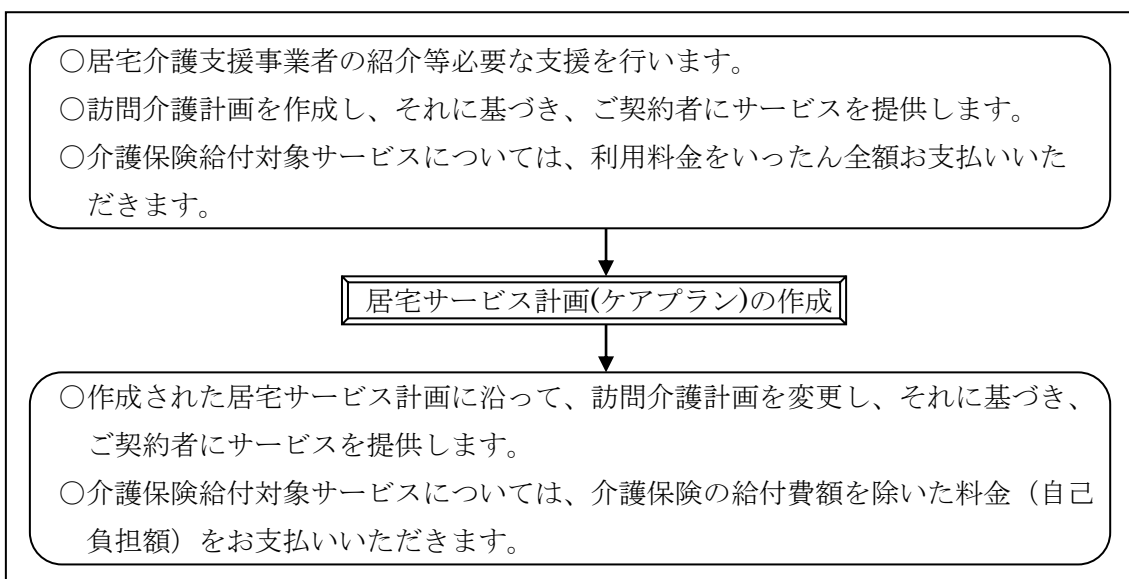 ○居宅介護支援事業者の紹介等必要な支援を行います。
○訪問介護計画を作成し、それに基づき、ご契約者にサービスを提供します。
○介護保険給付対象サービスについては、利用料金をいったん全額お支払いいた
だきます。
居宅サービス計画(ケアプラン)の作成
○作成された居宅サービス計画に沿って、訪問介護計画を変更し、それに基づき、
ご契約者にサービスを提供します。
○介護保険給付対象サービスについては、介護保険の給付費額を除いた料金（自己
負担額）をお支払いいただきます。